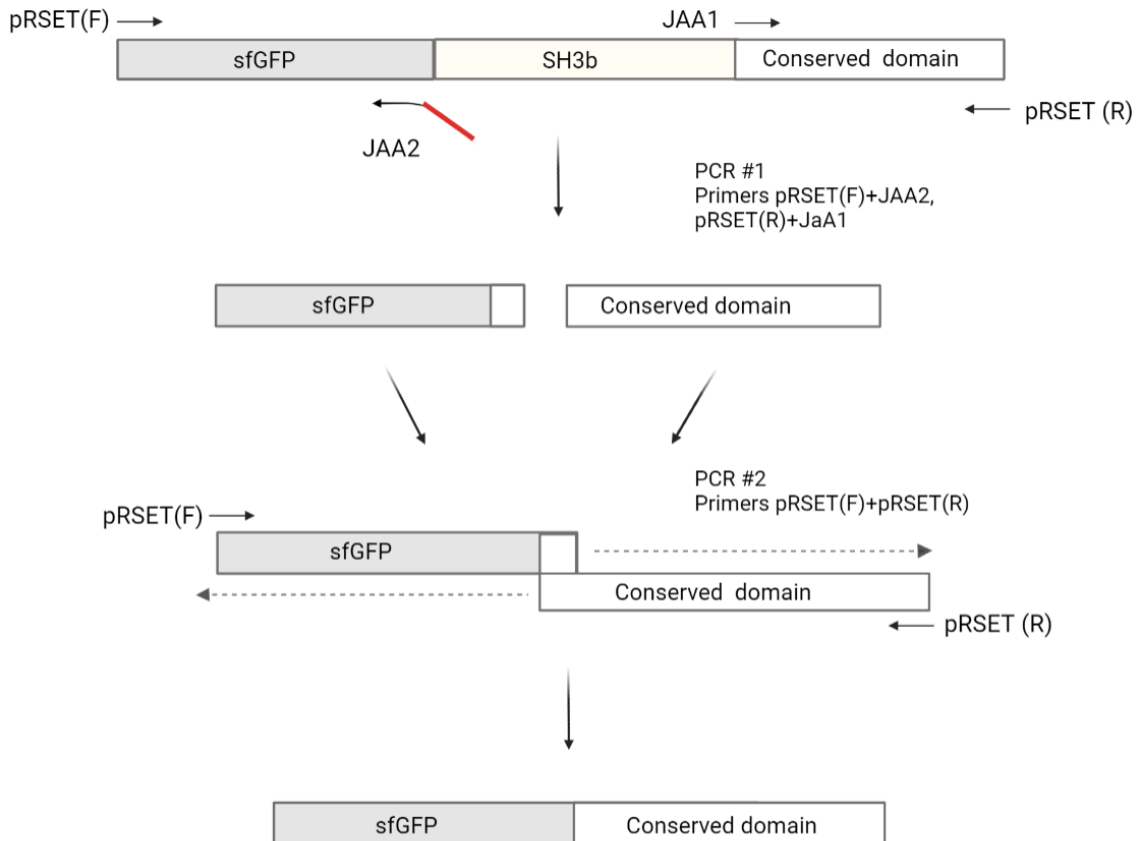 pRSET(F)
JAA1
sfGFP
SH3b
Conserved domain
pRSET (R)
JAA2
PCR #1
Primers pRSET(F)+JAA2,
pRSET(R)+JaA1
sfGFP
Conserved domain
PCR #2
Primers pRSET(F)+pRSET(R)
pRSET(F)
sfGFP
Conserved domain
pRSET (R)
sfGFP
Conserved domain